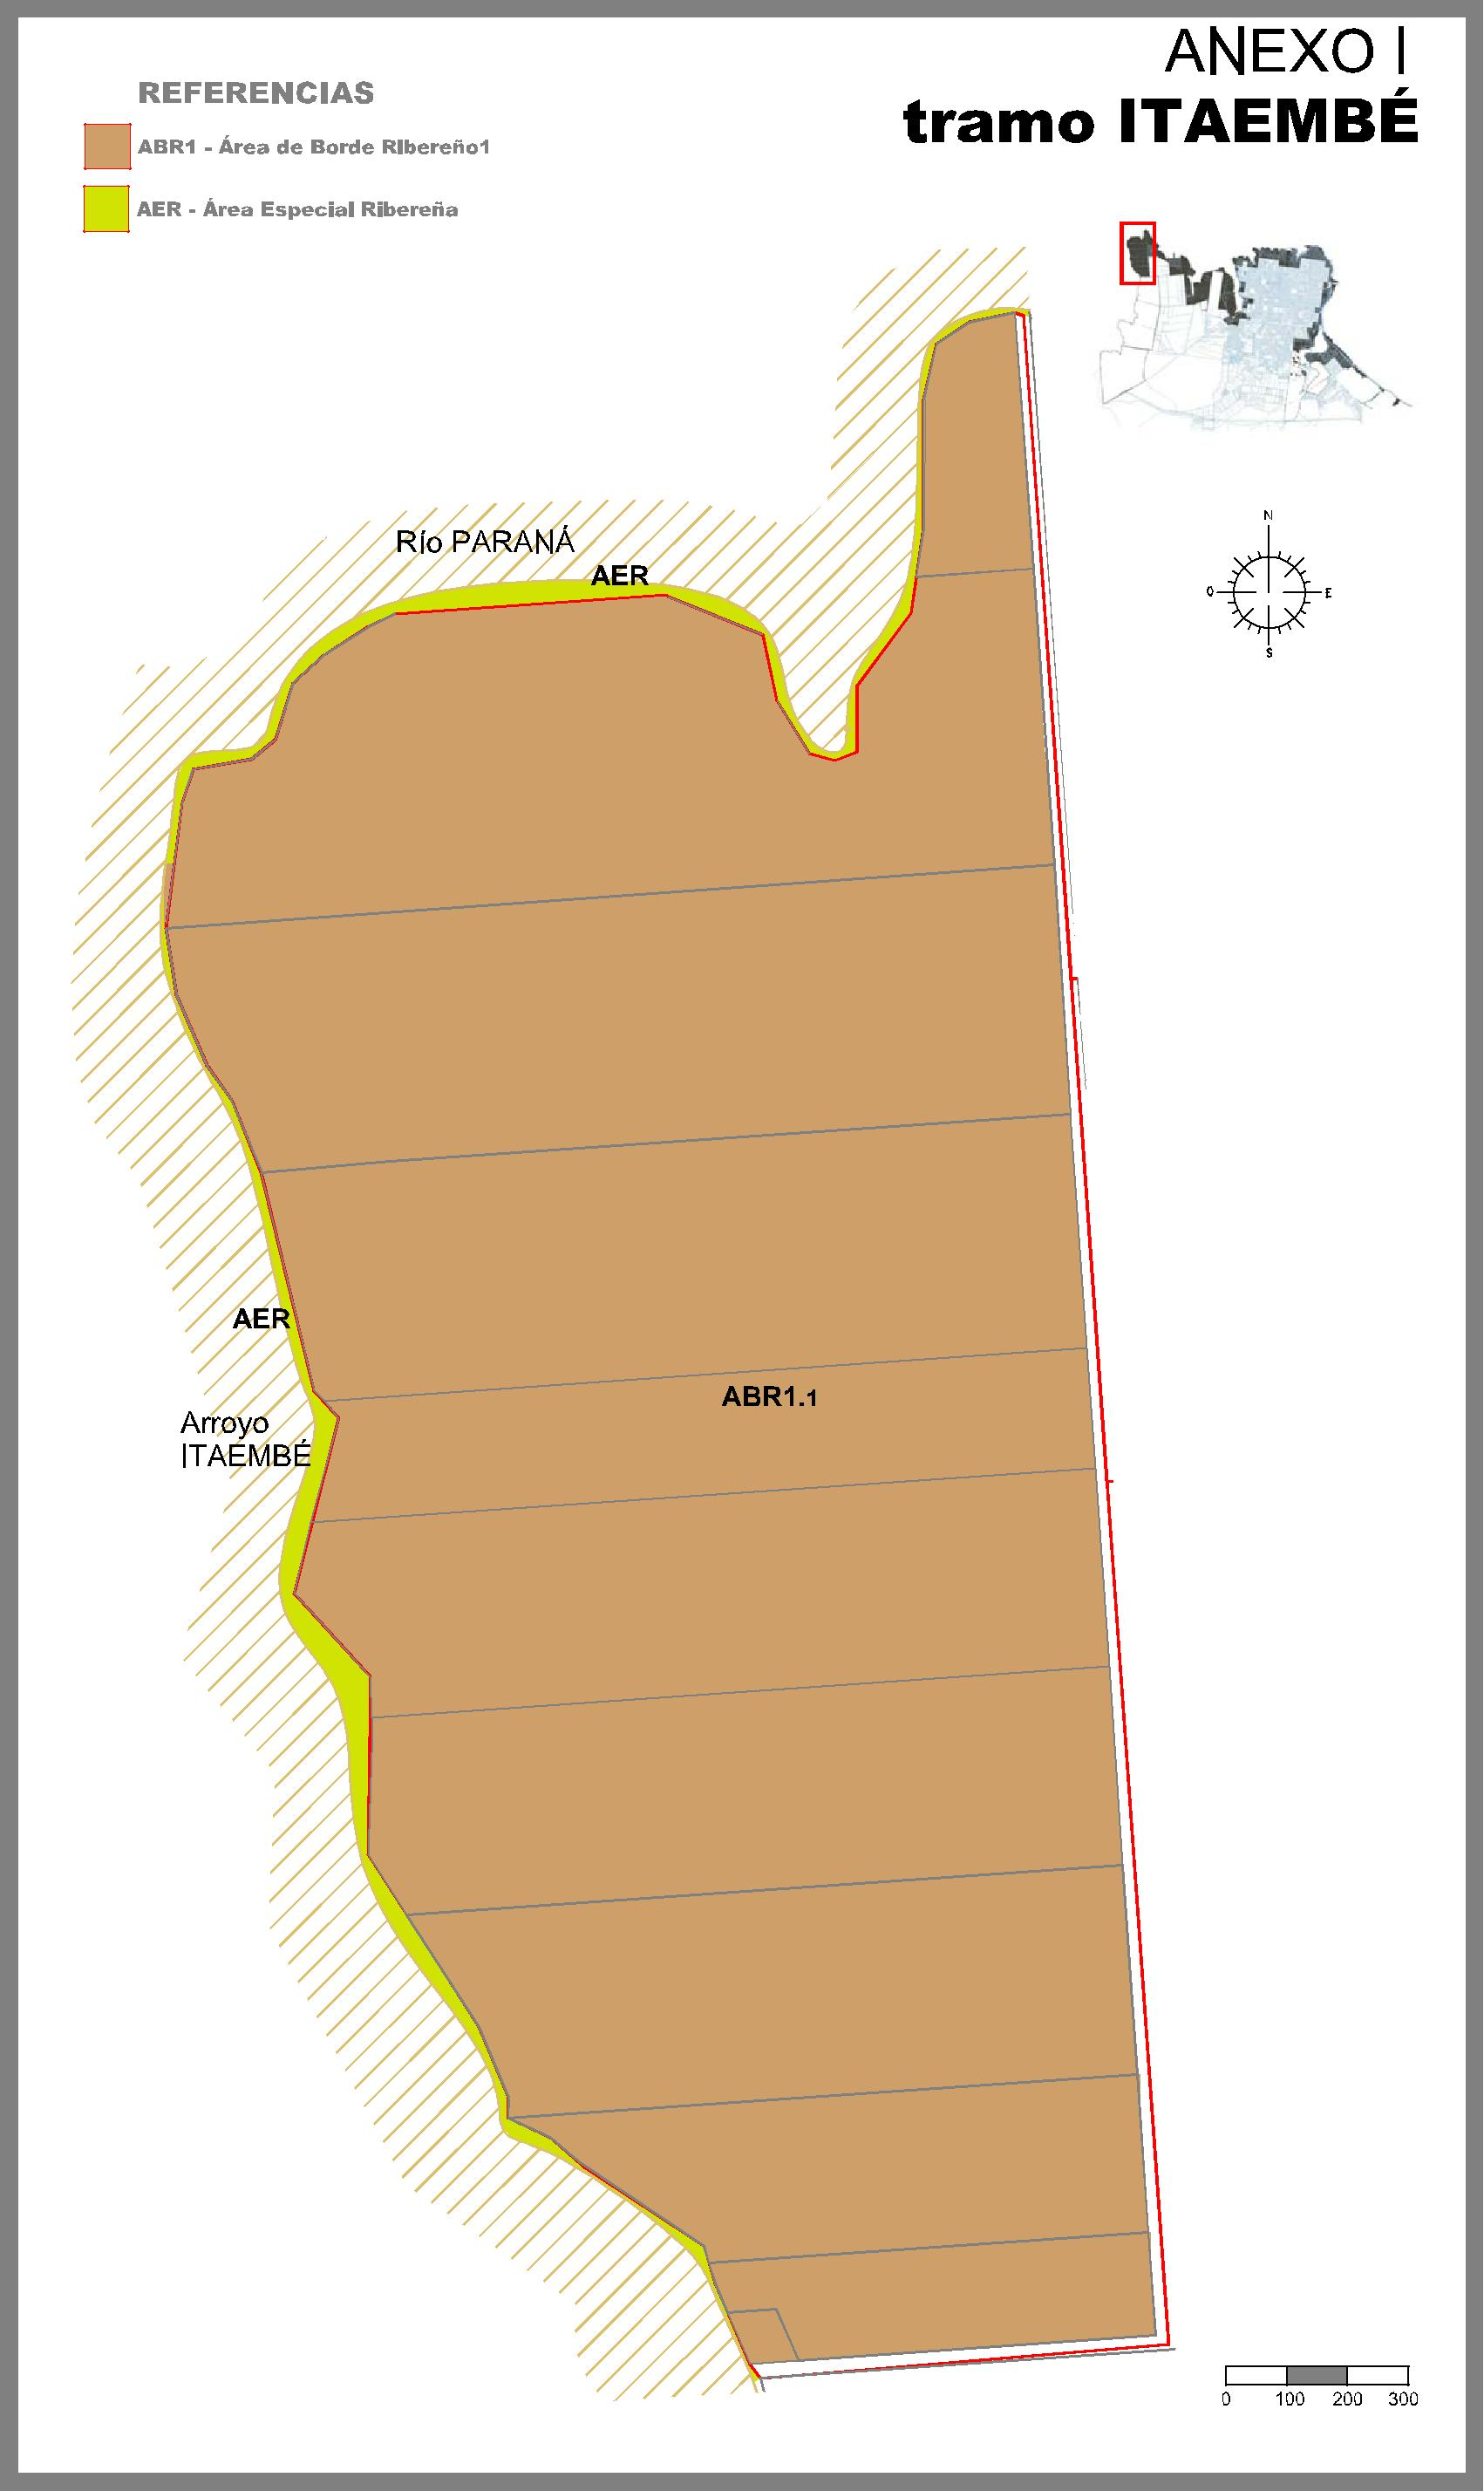 ANEXO I
tramo ITAEMBÉ
REFERENCIAS
ABR1 - Área de Borde RIbereño1
AER - Área Especial Ribereña
N
O
E
S
Río PARANÁ
AER
AER
ABR1.1
Arroyo
ITAEMBÉ
0 100 200 300